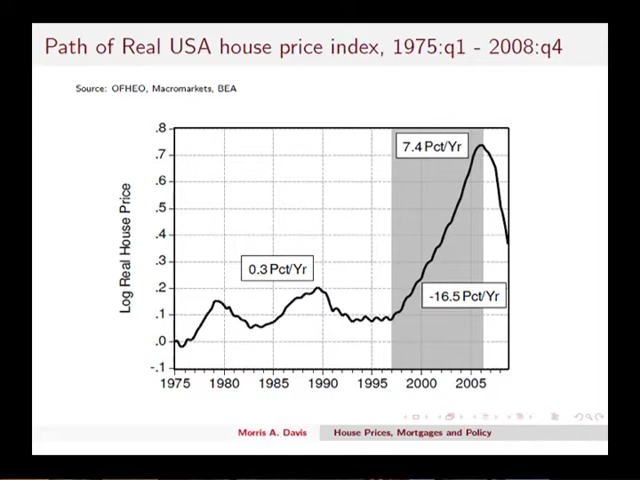 Path of Real USA house price index, 1975:q1 - 2008:q4
Source: OFHEO, Macromarkets, BEA
Log Real House Price
.8
.7
.6
.5
.4
.3
.2
.1
.0
-.1
7.4 Pct/Yr
0.3 Pct/Yr
-16.5 Pct/Yr
1975 1980 1985 1990 1995 2000 2005
Morris A. Davis House Prices, Mortgages and Policy